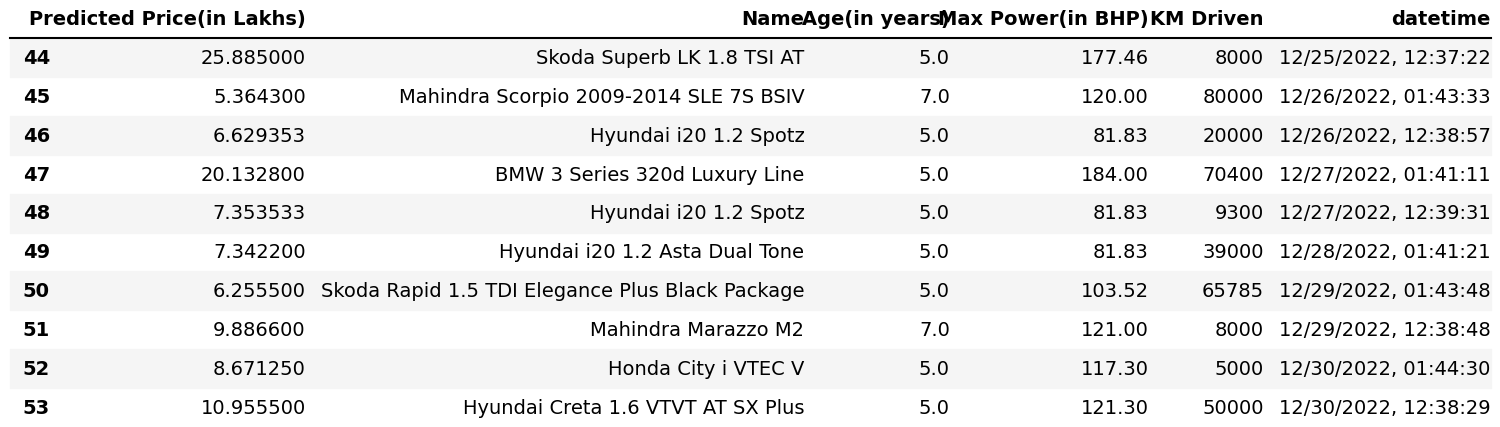 Predicted Price(in Lakhs) Name Age(in years) Max Power(in BHP) KM Driven datetime
44 25.885000 Skoda Superb LK 1.8 TSI AT 5.0 177.46 8000 12/25/2022, 12:37:22
45 5.364300 Mahindra Scorpio 2009-2014 SLE 7S BSIV 7.0 120.00 80000 12/26/2022, 01:43:33
46 6.629353 Hyundai i20 1.2 Spotz 5.0 81.83 20000 12/26/2022, 12:38:57
47 20.132800 BMW 3 Series 320d Luxury Line 5.0 184.00 70400 12/27/2022, 01:41:11
48 7.353533 Hyundai i20 1.2 Spotz 5.0 81.83 9300 12/27/2022, 12:39:31
49 7.342200 Hyundai i20 1.2 Asta Dual Tone 5.0 81.83 39000 12/28/2022, 01:41:21
50 6.255500 Skoda Rapid 1.5 TDI Elegance Plus Black Package 5.0 103.52 65785 12/29/2022, 01:43:48
51 9.886600 Mahindra Marazzo M2 7.0 121.00 8000 12/29/2022, 12:38:48
52 8.671250 Honda City i VTEC V 5.0 117.30 5000 12/30/2022, 01:44:30
53 10.955500 Hyundai Creta 1.6 VTVT AT SX Plus 5.0 121.30 50000 12/30/2022, 12:38:29